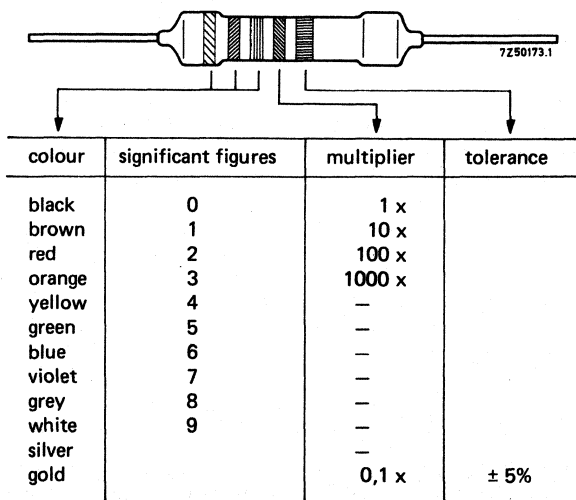 7Z50173.1
colour significant figures multiplier tolerance
black 0 1 x
brown 1 10 x
red 2 100 x
orange 3 1000 x
yellow 4 —
green 5 —
blue 6 —
violet 7 —
grey 8 —
white 9 —
silver —
gold 0,1 x ± 5%